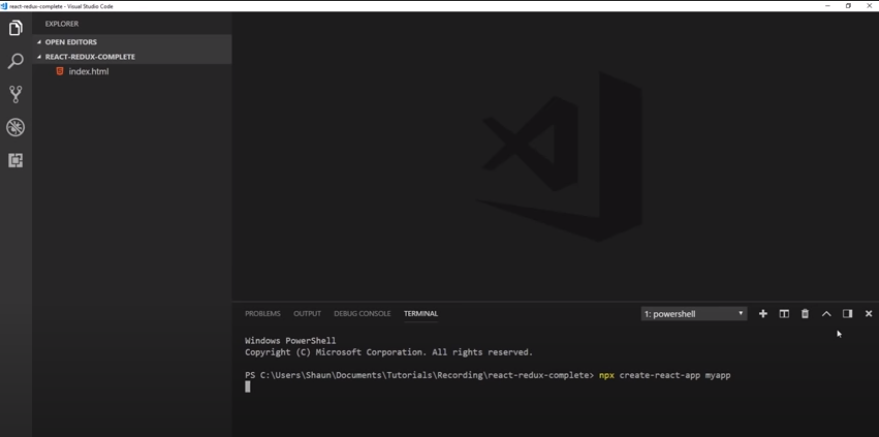 react-redux-complete - Visual Studio Code
EXPLORER
OPEN EDITORS
REACT-REDUX-COMPLETE
index.html
PROBLEMS OUTPUT DEBUG CONSOLE TERMINAL 1: powershell
Windows PowerShell
Copyright (C) Microsoft Corporation. All rights reserved.
PS C:\Users\Shaun\Documents\Tutorials\Recording\react-redux-complete> npx create-react-app myapp